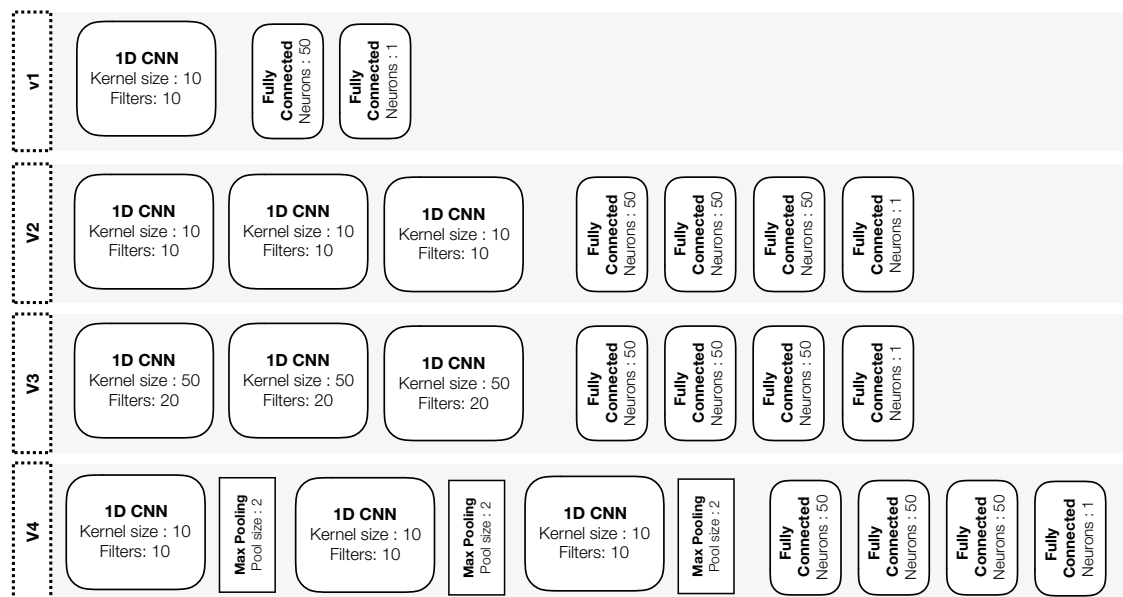 v1
1D CNN
Kernel size : 10
Filters: 10
Fully
Connected
Neurons : 50
Fully
Connected
Neurons : 1
V2
1D CNN
Kernel size : 10
Filters: 10
1D CNN
Kernel size : 10
Filters: 10
1D CNN
Kernel size : 10
Filters: 10
Fully
Connected
Neurons : 50
Fully
Connected
Neurons : 50
Fully
Connected
Neurons : 50
Fully
Connected
Neurons : 1
V3
1D CNN
Kernel size : 50
Filters: 20
1D CNN
Kernel size : 50
Filters: 20
1D CNN
Kernel size : 50
Filters: 20
Fully
Connected
Neurons : 50
Fully
Connected
Neurons : 50
Fully
Connected
Neurons : 50
Fully
Connected
Neurons : 1
V4
1D CNN
Kernel size : 10
Filters: 10
Max Pooling
Pool size : 2
1D CNN
Kernel size : 10
Filters: 10
Max Pooling
Pool size : 2
1D CNN
Kernel size : 10
Filters: 10
Max Pooling
Pool size : 2
Fully
Connected
Neurons : 50
Fully
Connected
Neurons : 50
Fully
Connected
Neurons : 50
Fully
Connected
Neurons : 1